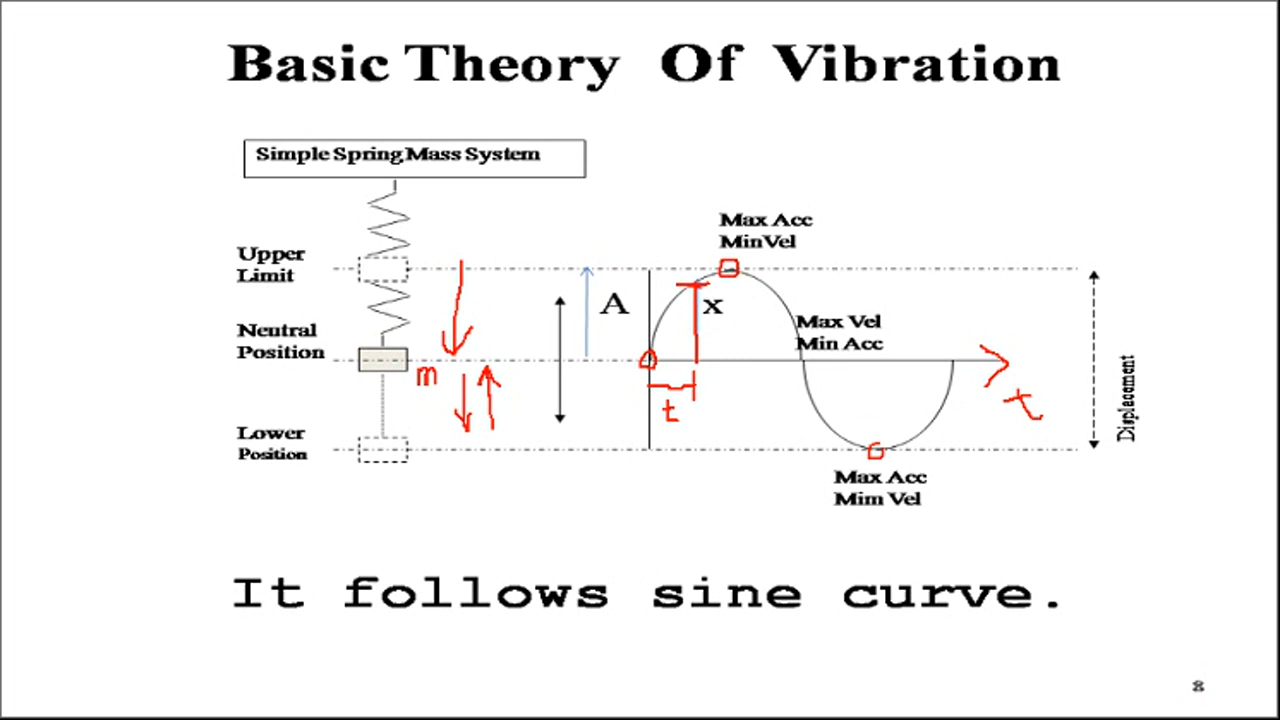 Basic Theory Of Vibration
Simple Spring Mass System
Max Acc
MinVel
Upper
Limit
A
x
Max Vel
Min Acc
Neutral
Position
m
t
t
Displacement
Lower
Position
Max Acc
Mim Vel
It follows sine curve.
8